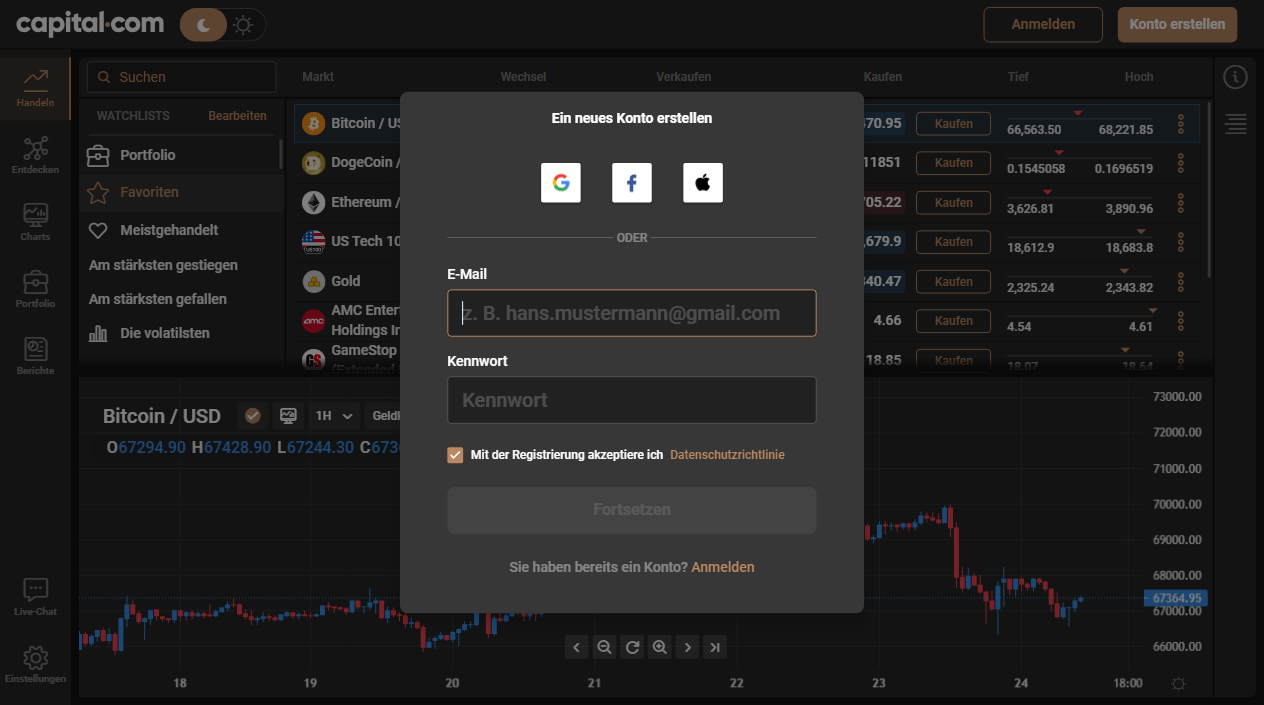 capital.com
Anmelden
Konto erstellen
Handeln
Entdecken
Charts
Portfolio
Berichte
Live-Chat
Einstellungen
Suchen
WATCHLISTS Bearbeiten
Portfolio
Favoriten
Meistgehandelt
Am stärksten gestiegen
Am stärksten gefallen
Die volatilsten
Markt Wechsel Verkaufen Kaufen Tief Hoch
Bitcoin / US 70.95 Kaufen 66,563.50 68,221.85
DogeCoin / 11851 Kaufen 0.1545058 0.1696519
Ethereum / 05.22 Kaufen 3,626.81 3,890.96
US Tech 10 ,679.9 Kaufen 18,612.9 18,683.8
Gold 40.47 Kaufen 2,325.24 2,343.82
AMC Enter
Holdings In 4.66 Kaufen 4.54 4.61
GameStop 18.85 Kaufen 18.07 18.64
(Extended
Ein neues Konto erstellen
ODER
E-Mail
z. B. hans.mustermann@gmail.com
Kennwort
Kennwort
Mit der Registrierung akzeptiere ich Datenschutzrichtlinie
Fortsetzen
Sie haben bereits ein Konto? Anmelden
Bitcoin / USD 1H Geld
O67294.90 H67428.90 L67244.30 C673
73000.00
72000.00
71000.00
70000.00
69000.00
68000.00
67364.95
67000.00
66000.00
18 19 20 21 22 23 24 18:00